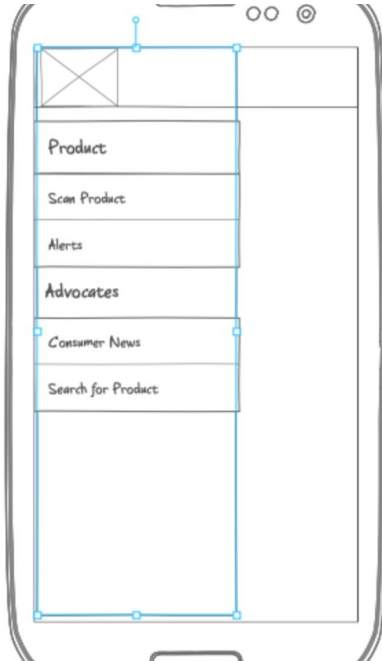 Product
Scan Product
Alerts
Advocates
Consumer News
Search for Product